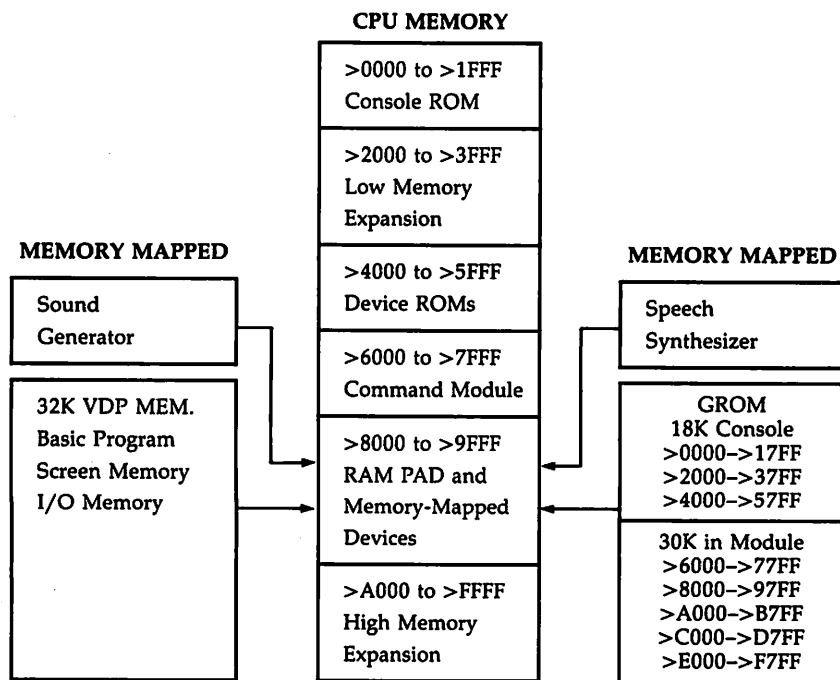 CPU MEMORY
>0000 to >1FFF
Console ROM
>2000 to >3FFF
Low Memory
Expansion
>4000 to >5FFF
Device ROMs
>6000 to >7FFF
Command Module
>8000 to >9FFF
RAM PAD and
Memory-Mapped
Devices
>A000 to >FFFF
High Memory
Expansion
MEMORY MAPPED
Sound
Generator
32K VDP MEM.
Basic Program
Screen Memory
I/O Memory
MEMORY MAPPED
Speech
Synthesizer
GROM
18K Console
>0000–>17FF
>2000–>37FF
>4000–>57FF
30K in Module
>6000–>77FF
>8000–>97FF
>A000–>B7FF
>C000–>D7FF
>E000–>F7FF